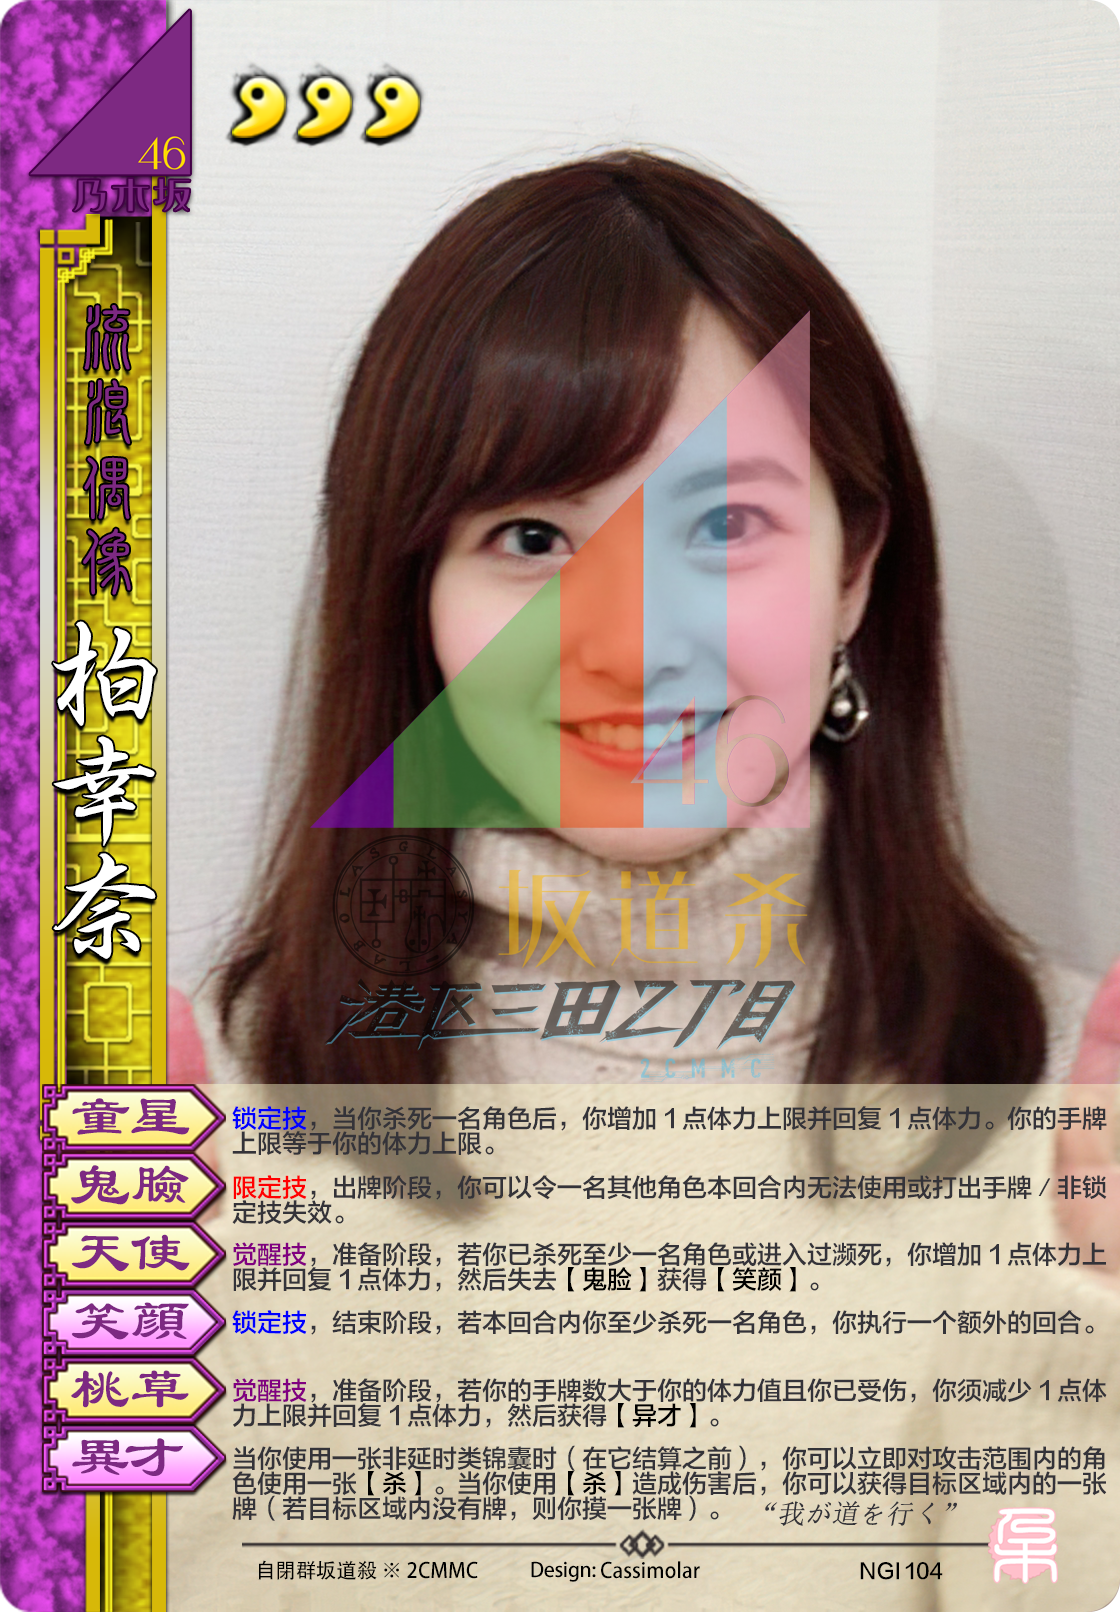 46
乃木坂
流浪偶像
柏幸奈
46
坂道杀
港区三田乙丁目
ZCMMC
童星
锁定技，当你杀死一名角色后，你增加1点体力上限并回复1点体力。你的手牌
上限等于你的体力上限。
鬼臉
限定技，出牌阶段，你可以令一名其他角色本回合内无法使用或打出手牌/非锁
定技失效。
天使
觉醒技，准备阶段，若你已杀死至少一名角色或进入过濒死，你增加1点体力上
限并回复1点体力，然后失去【鬼脸】获得【笑颜】。
笑顔
锁定技，结束阶段，若本回合内你至少杀死一名角色，你执行一个额外的回合。
桃草
觉醒技，准备阶段，若你的手牌数大于你的体力值且你已受伤，你须减少1点体
力上限并回复1点体力，然后获得【异才】。
異才
当你使用一张非延时类锦囊时（在它结算之前），你可以立即对攻击范围内的角
色使用一张【杀】。当你使用【杀】造成伤害后，你可以获得目标区域内的一张
牌（若目标区域内没有牌，则你摸一张牌）。
“我が道を行く”
自閉群坂道殺 ※ 2CMMC
Design: Cassimolar
NGI104